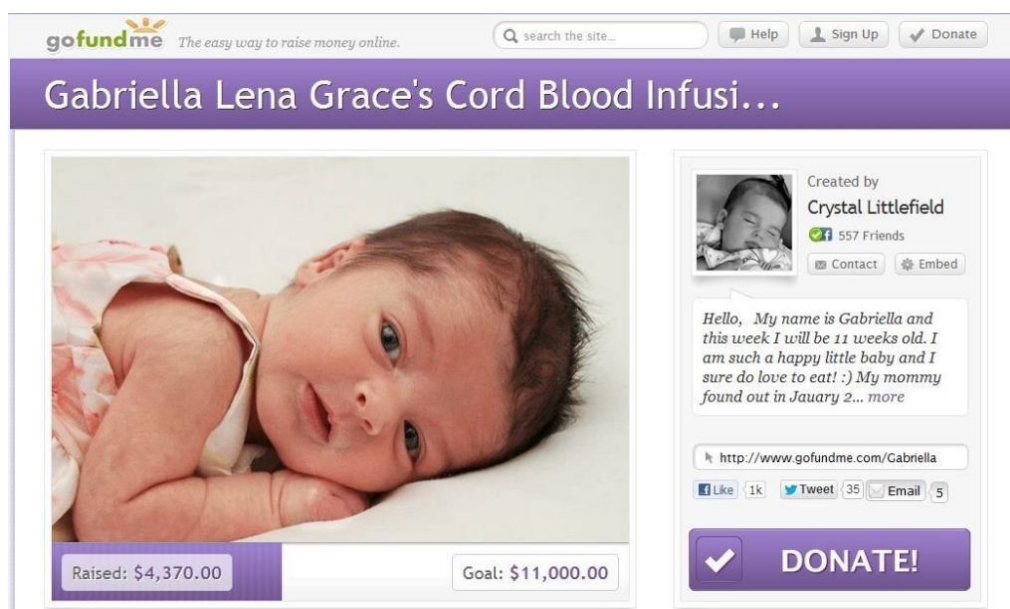 gofundme The easy way to raise money online. search the site... Help Sign Up Donate
Gabriella Lena Grace's Cord Blood Infusi...
Created by
Crystal Littlefield
557 Friends
Contact Embed
Hello, My name is Gabriella and
this week I will be 11 weeks old. I
am such a happy little baby and I
sure do love to eat! :) My mommy
found out in Jauary 2... more
http://www.gofundme.com/Gabriella
Like 1k Tweet 35 Email 5
DONATE!
Raised: $4,370.00 Goal: $11,000.00